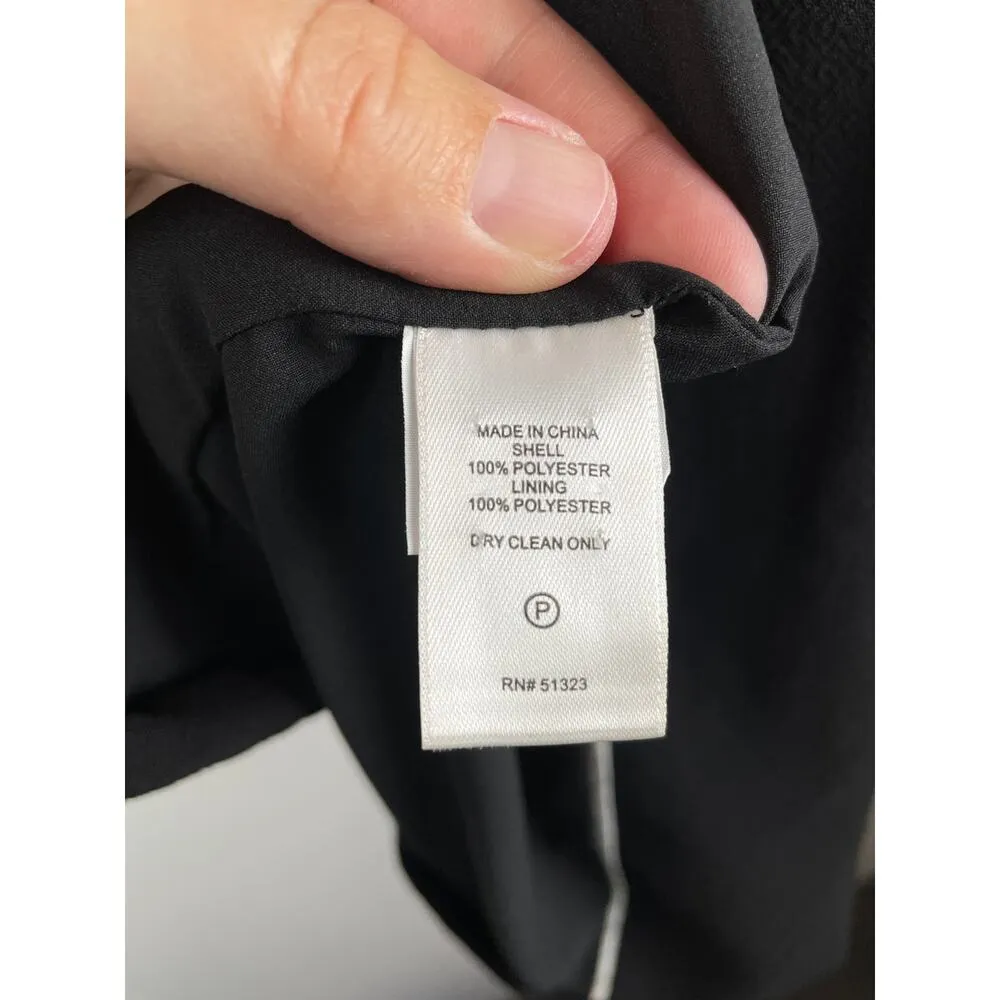 MADE IN CHINA
SHELL
100% POLYESTER
LINING
100% POLYESTER
DRY CLEAN ONLY
P
RN# 51323